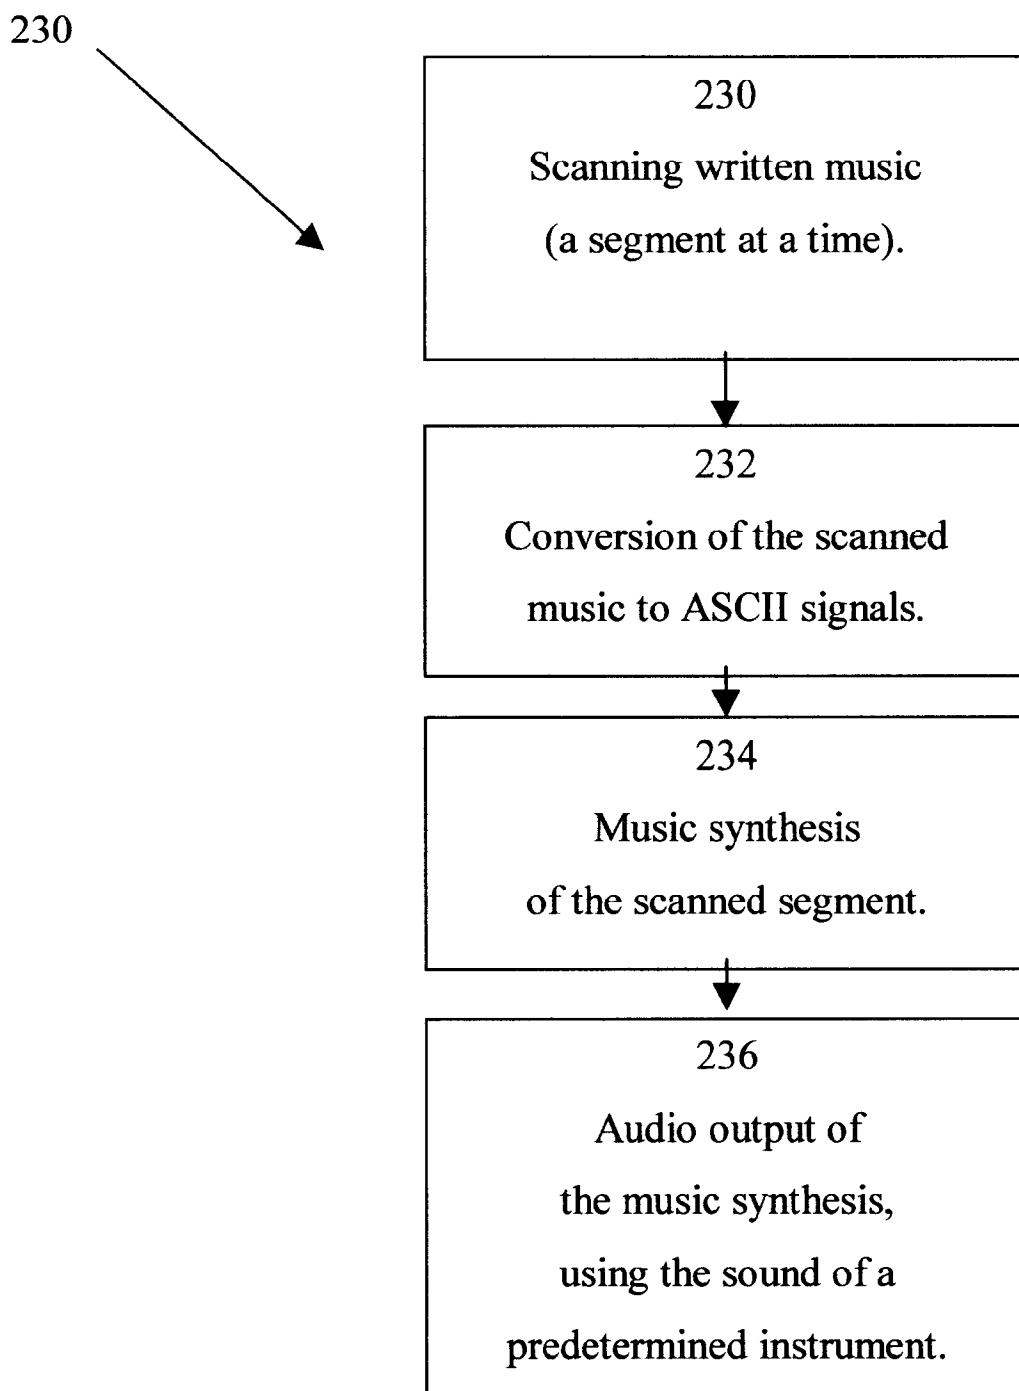 230
230
Scanning written music
(a segment at a time).
232
Conversion of the scanned
music to ASCII signals.
234
Music synthesis
of the scanned segment.
236
Audio output of
the music synthesis,
using the sound of a
predetermined instrument.